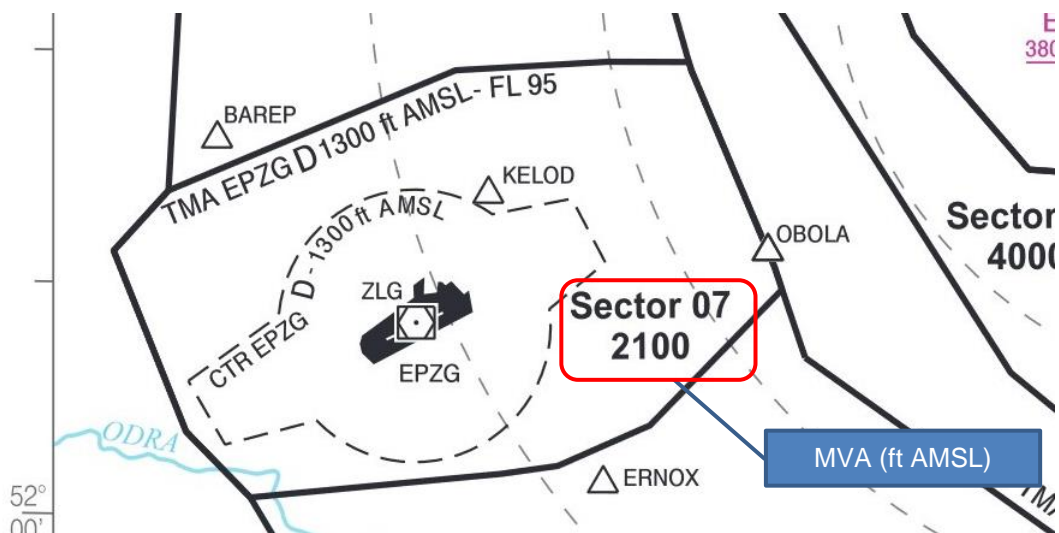 E
380
BAREP
TMA EPZG D 1300 ft AMSL- FL 95
KELOD
CTR EPZG D - 1300 ft AMSL
OBOLA
Sector
4000
ZLG
EPZG
Sector 07
2100
ODRA
MVA (ft AMSL)
ERNOX
52°
00'
TMA